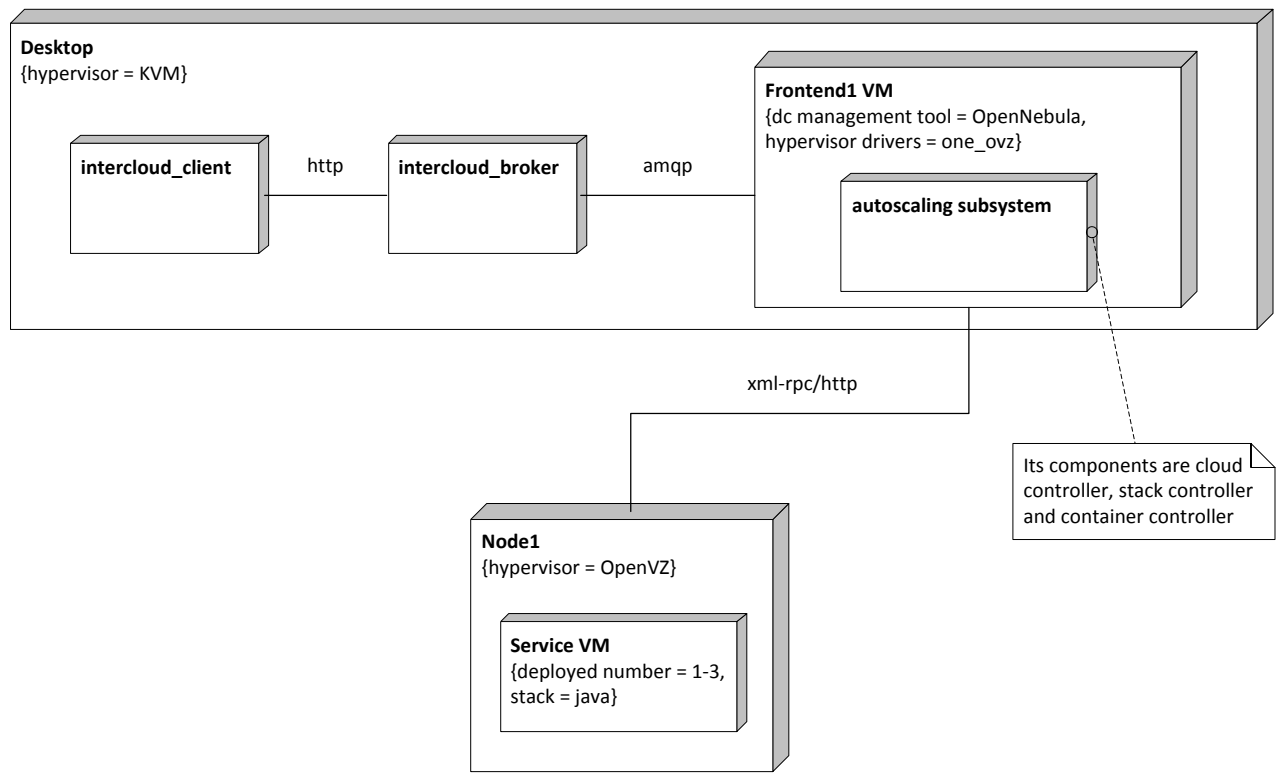 Desktop
{hypervisor = KVM}
Frontend1 VM
{dc management tool = OpenNebula,
hypervisor drivers = one_ovz}
intercloud_client
http
intercloud_broker
amqp
autoscaling subsystem
xml-rpc/http
Its components are cloud
controller, stack controller
and container controller
Node1
{hypervisor = OpenVZ}
Service VM
{deployed number = 1-3,
stack = java}